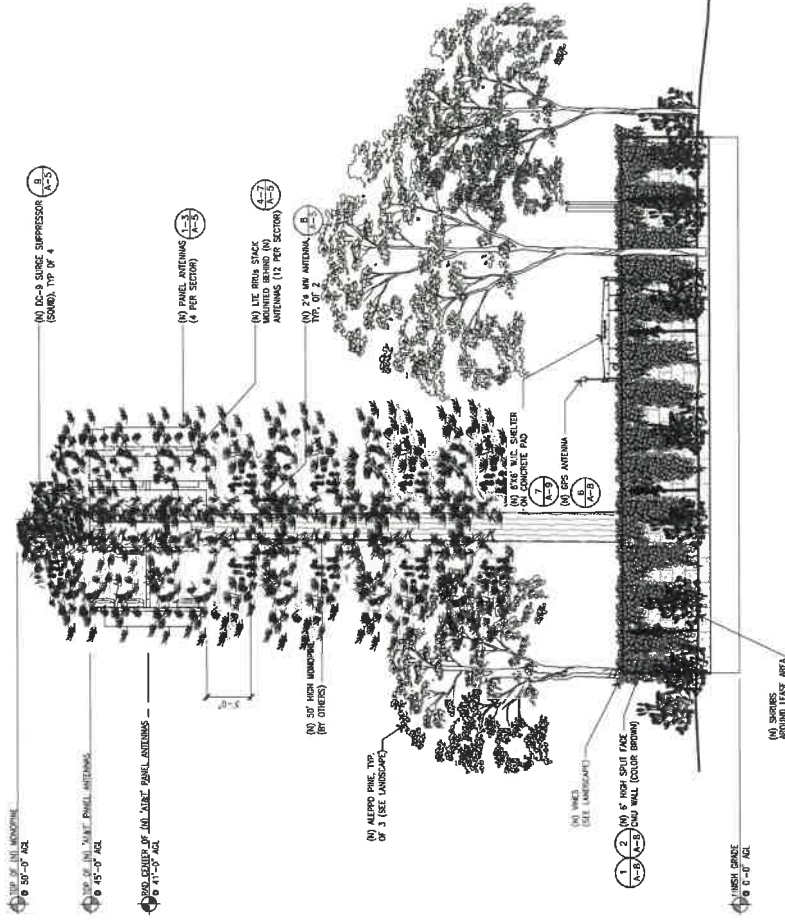 TOP OF (N) MONOPINE
@ 50'-0" AGL
TOP OF (N) "AT&T" PANEL ANTENNAS
@ 45'-0" AGL
RAD CENTER OF (N) "AT&T" PANEL ANTENNAS
@ 41'-0" AGL
(N) DC-9 SURGE SUPPRESSOR
(SQUID), TYP OF 4
9
A-5
(N) PANEL ANTENNAS
(4 PER SECTOR)
1-3
A-5
(N) LTE RRUs STACK
MOUNTED BEHIND (N)
ANTENNAS (12 PER SECTOR)
4-7
A-5
(N) 2'ø MW ANTENNA,
TYP. OF 2
8
A-5
5'-0"
(N) 50' HIGH MONOPINE
(BY OTHERS)
(N) ALEPPO PINE, TYP.
OF 3 (SEE LANDSCAPE)
(N) 6'X6' W.I.C. SHELTER
ON CONCRETE PAD
7
A-9
(N) GPS ANTENNA
6
A-8
(N) VINES
(SEE LANDSCAPE)
1
A-8
2
A-8
(N) 6' HIGH SPLIT FACE
CMU WALL (COLOR BROWN)
FINISH GRADE
@ 0'-0" AGL
(N) SHRUBS
AROUND LEASE AREA